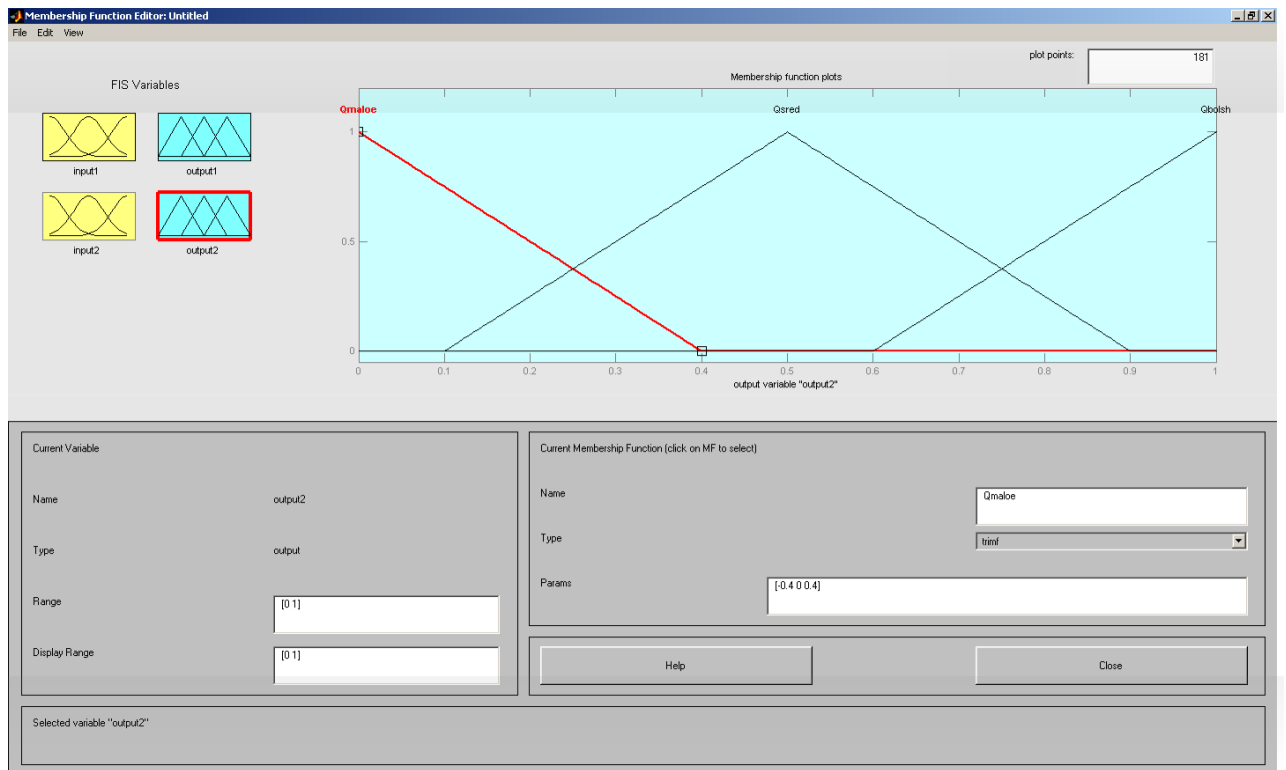 Membership Function Editor: Untitled
File Edit View
plot points: 181
FIS Variables
Membership function plots
input1 output1
input2 output2
Qmaloe Qsred Qbolsh
1
0.5
0
0 0.1 0.2 0.3 0.4 0.5 0.6 0.7 0.8 0.9 1
output variable "output2"
Current Variable
Name output2
Type output
Range [0 1]
Display Range [0 1]
Current Membership Function (click on MF to select)
Name Qmaloe
Type trimf
Params [-0.4 0 0.4]
Help Close
Selected variable "output2"